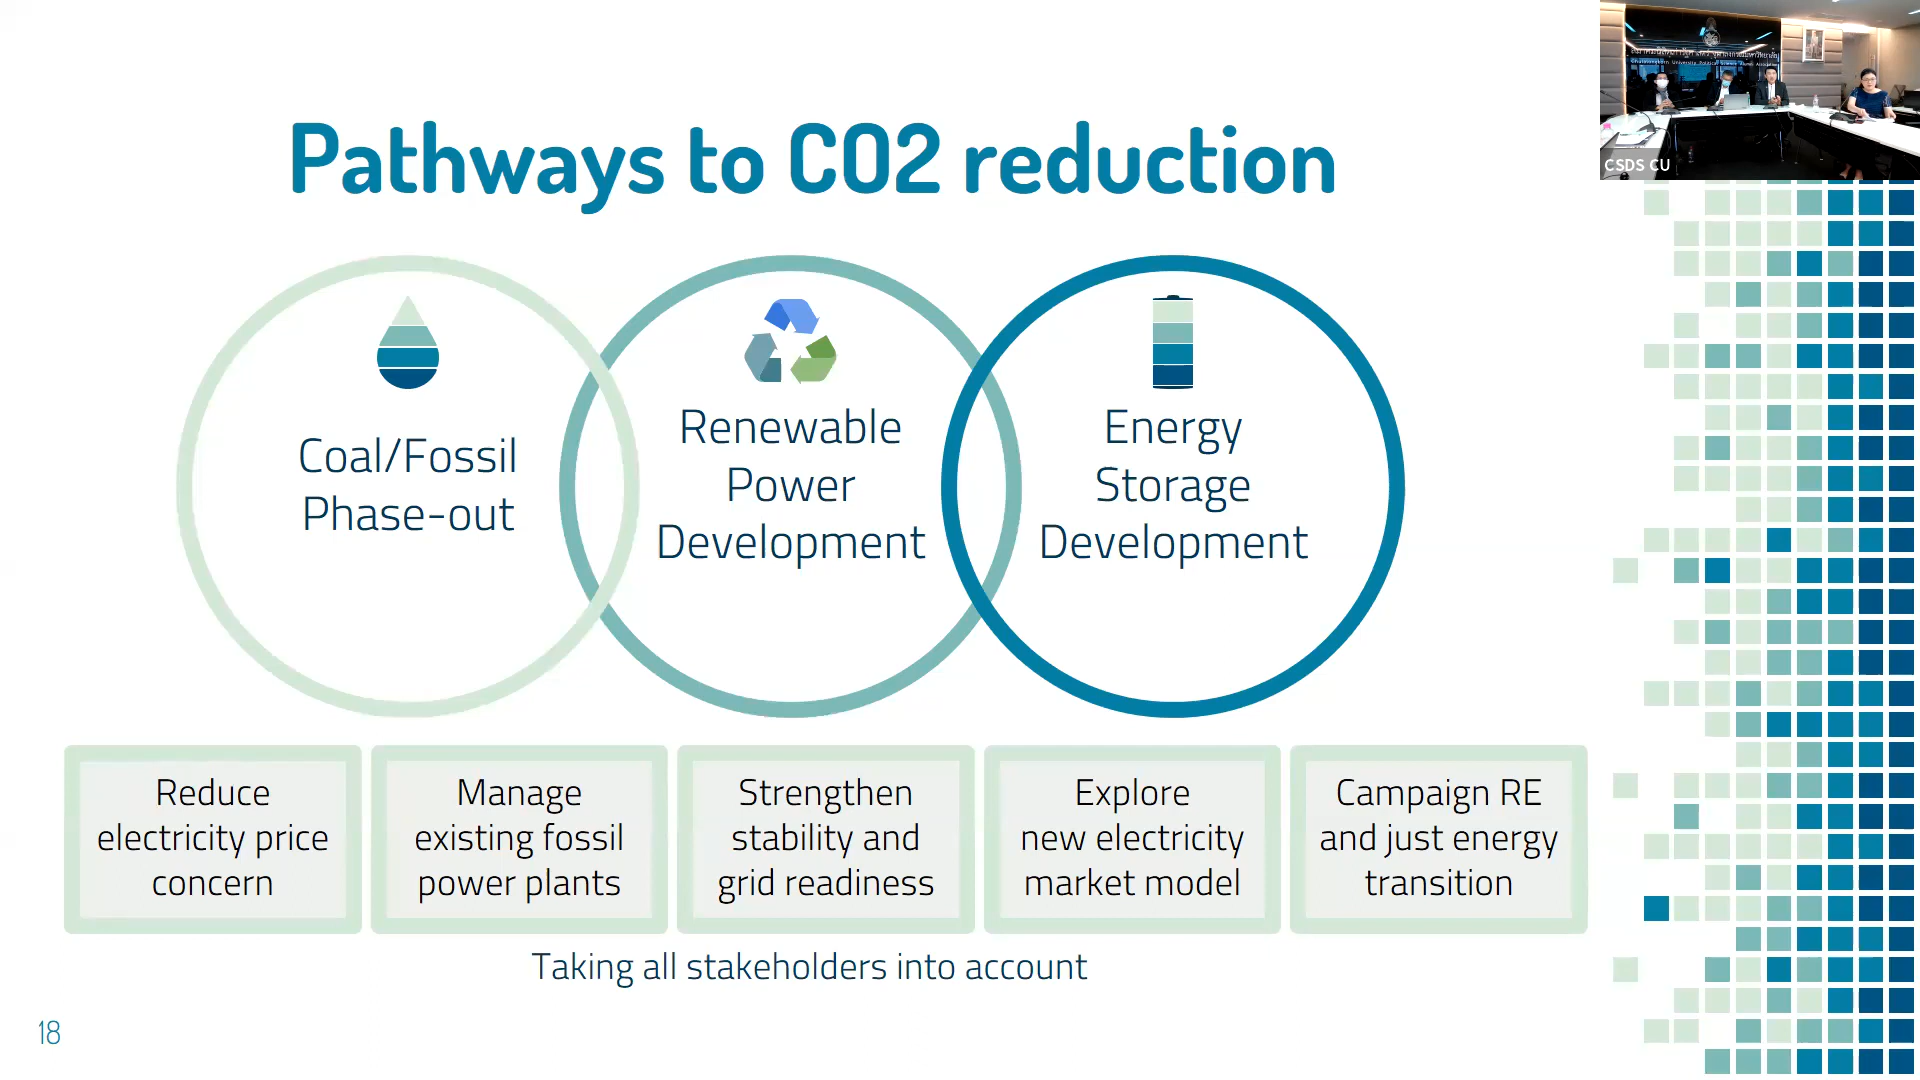 Pathways to CO2 reduction
CSDS CU
Coal/Fossil
Phase-out
Renewable
Power
Development
Energy
Storage
Development
Reduce
electricity price
concern
Manage
existing fossil
power plants
Strengthen
stability and
grid readiness
Explore
new electricity
market model
Campaign RE
and just energy
transition
Taking all stakeholders into account
18